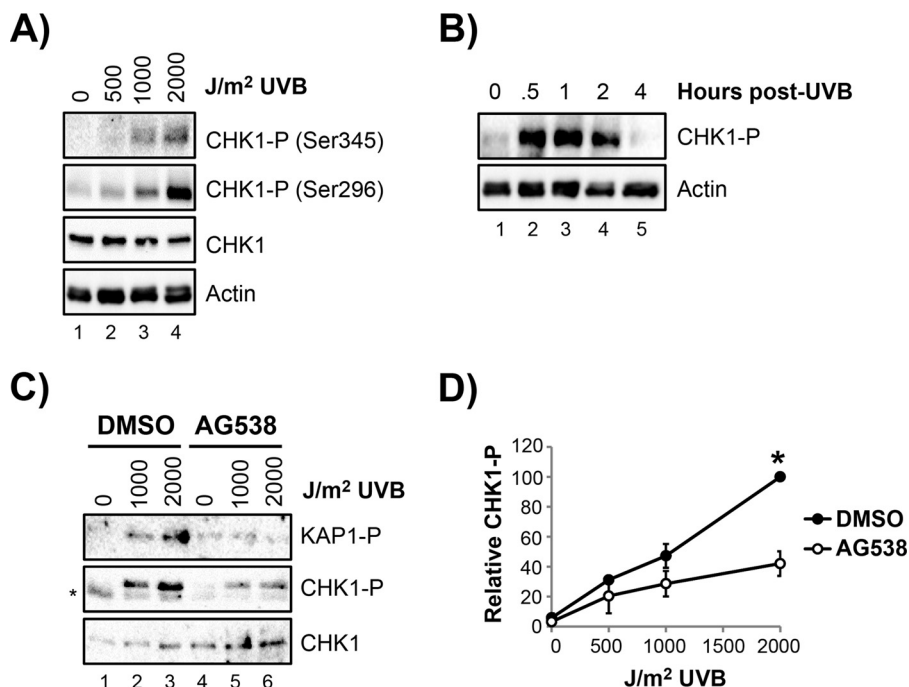 A)
0 500 1000 2000 J/m² UVB
CHK1-P (Ser345)
CHK1-P (Ser296)
CHK1
Actin
1 2 3 4
B)
0 .5 1 2 4 Hours post-UVB
CHK1-P
Actin
1 2 3 4 5
C)
DMSO AG538
0 1000 2000 0 1000 2000 J/m² UVB
KAP1-P
* CHK1-P
CHK1
1 2 3 4 5 6
D)
Relative CHK1-P
120
100
80
60
40
20
0
*
DMSO
AG538
0 500 1000 1500 2000
J/m² UVB